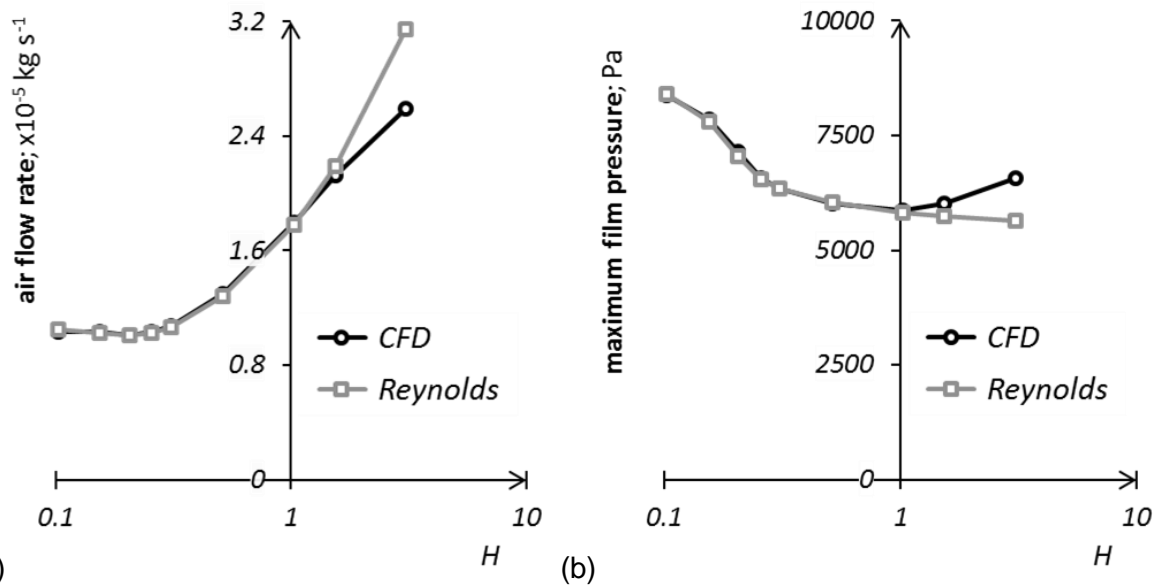 air flow rate; x10⁻⁵ kg s⁻¹
3.2
2.4
1.6
0.8
0
0.1
1
10
H
CFD
Reynolds
)
maximum film pressure; Pa
10000
7500
5000
2500
0
0.1
1
10
H
CFD
Reynolds
(b)